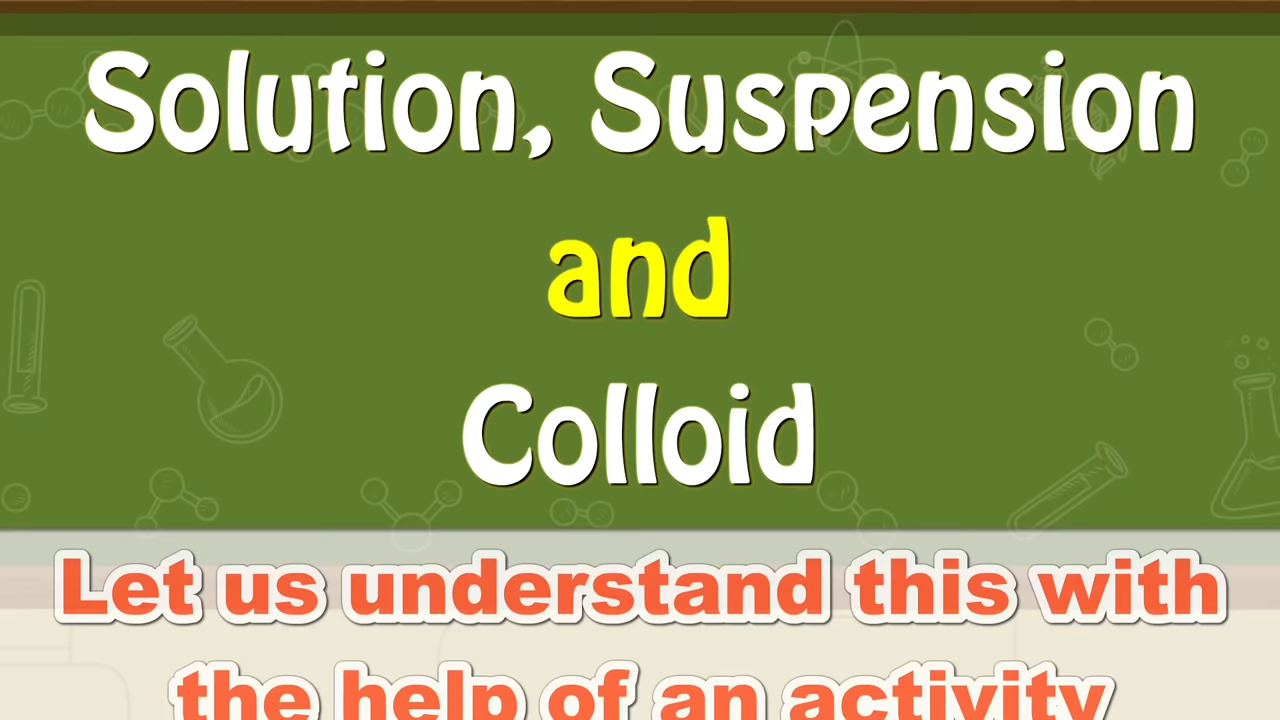 Solution, Suspension
and
Colloid
Let us understand this with
the help of an activity